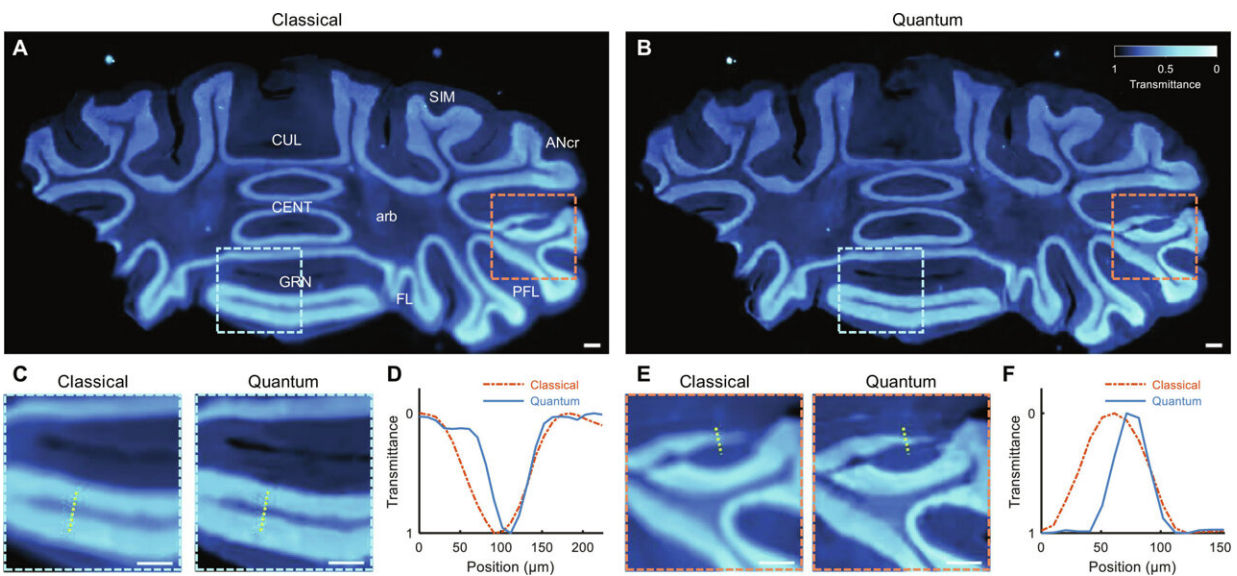 Classical
Quantum
A
SIM
CUL
ANcr
CENT
arb
GRN
FL
PFL
B
1
0.5
0
Transmittance
C
Classical
Quantum
D
Classical
Quantum
0
Transmittance
1
0
50
100
150
200
Position (μm)
E
Classical
Quantum
F
Classical
Quantum
0
Transmittance
1
0
50
100
150
Position (μm)